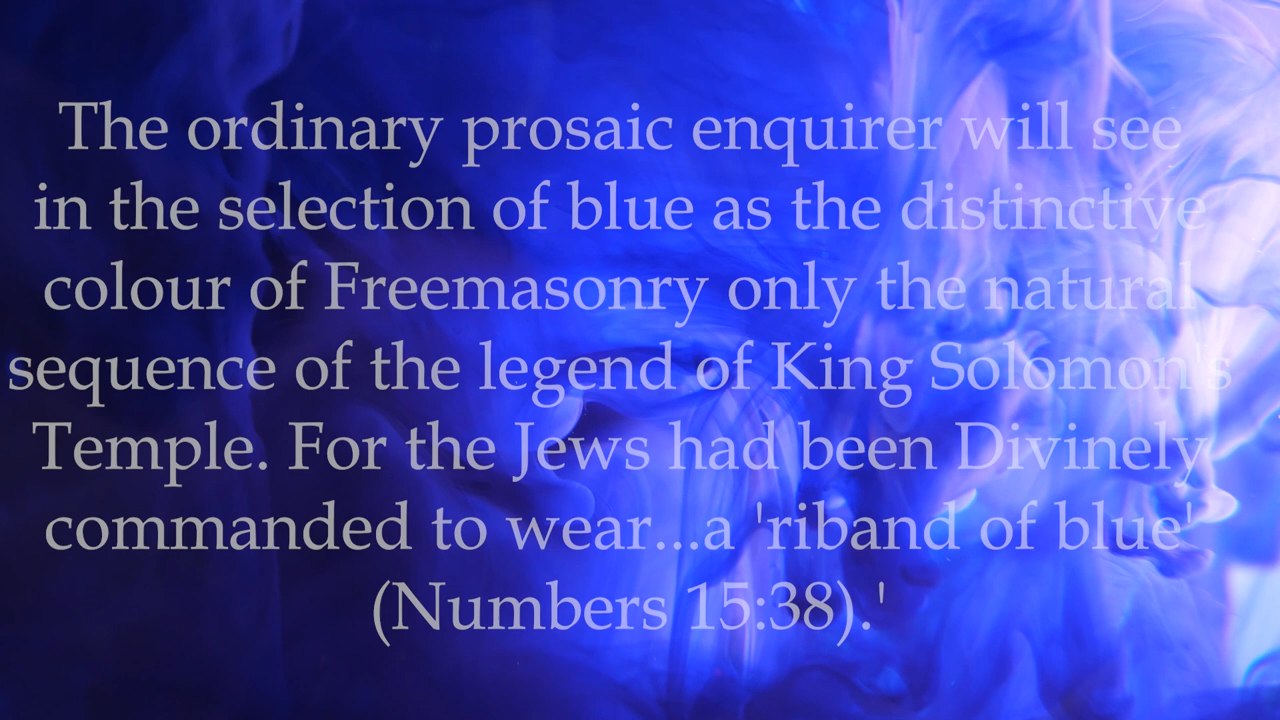 The ordinary prosaic enquirer will see
in the selection of blue as the distinctive
colour of Freemasonry only the natural
sequence of the legend of King Solomon's
Temple. For the Jews had been Divinely
commanded to wear...a 'riband of blue'
(Numbers 15:38).'